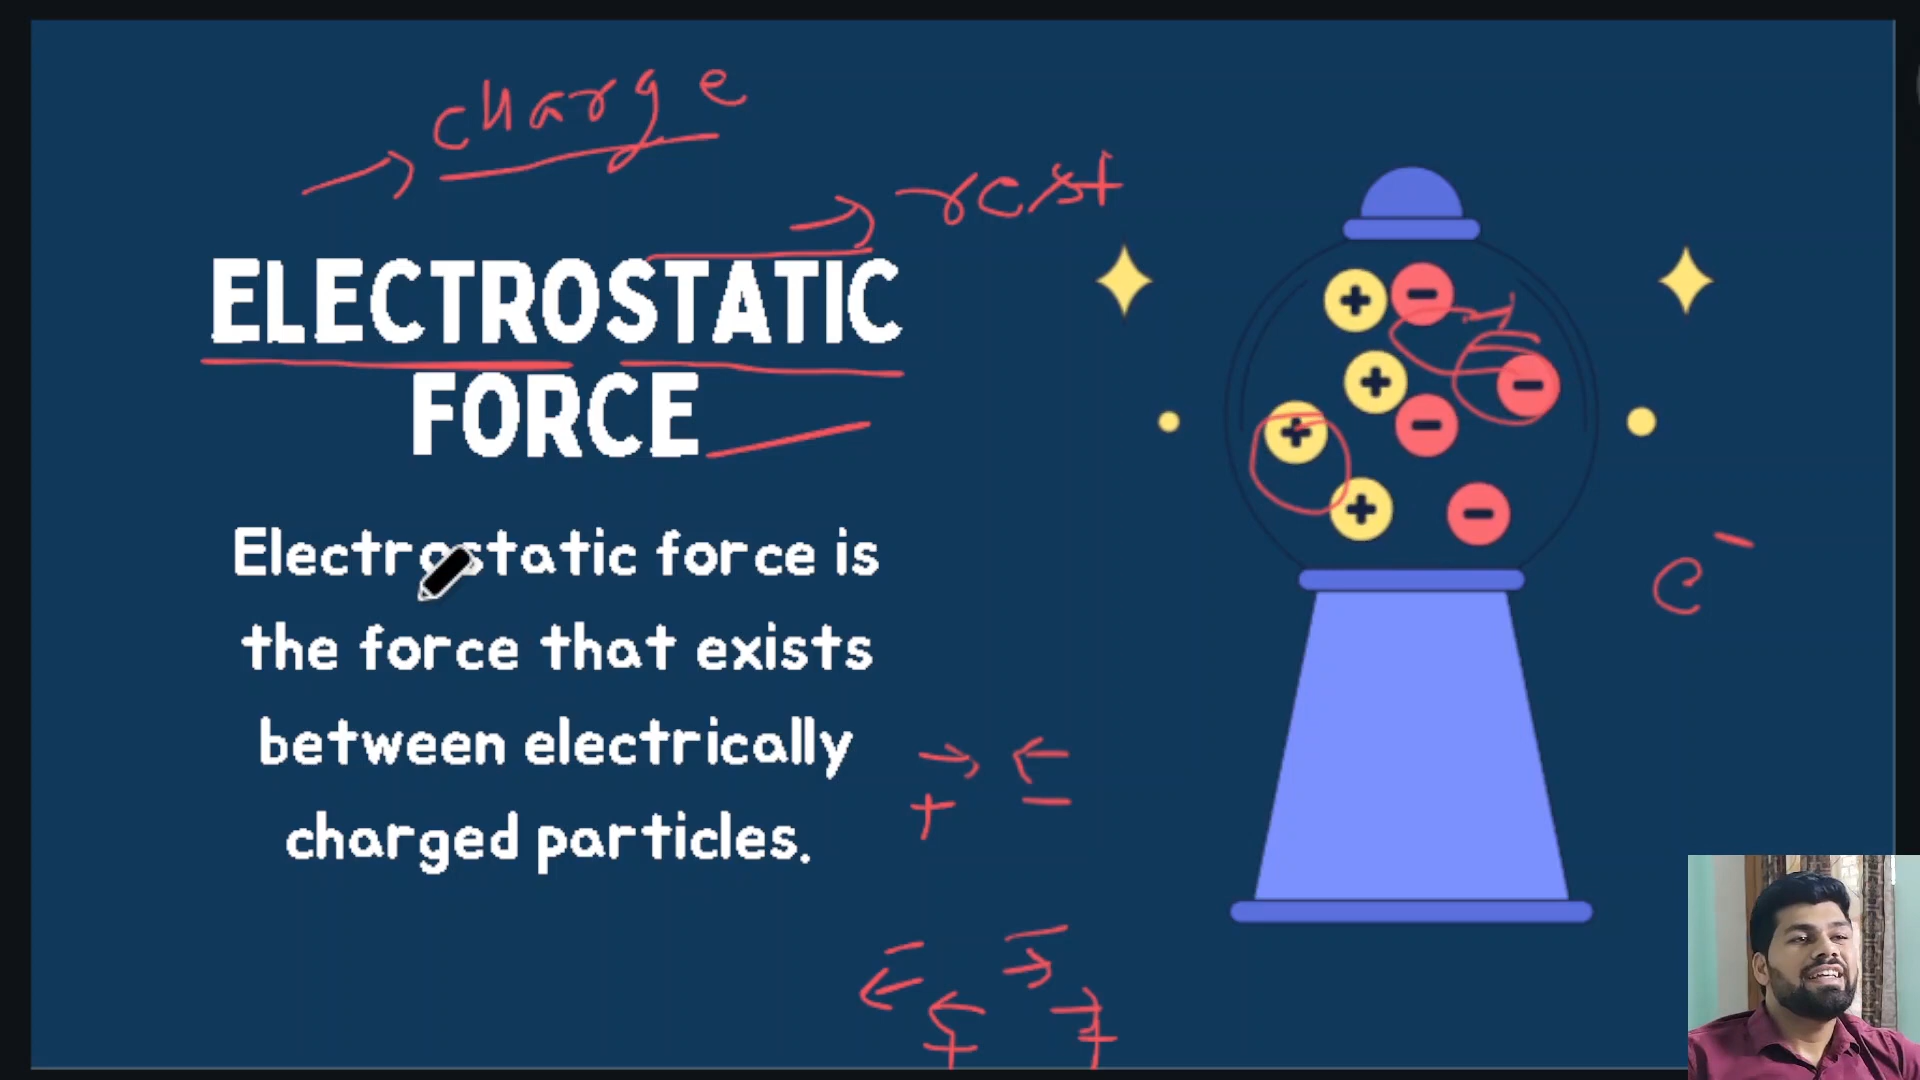 charge
rest
ELECTROSTATIC
FORCE
Electrostatic force is
the force that exists
between electrically
charged particles.
+ + - -
+ - + -
+ -
e-
→ ←
+ -
- -
← →
← →
+ +